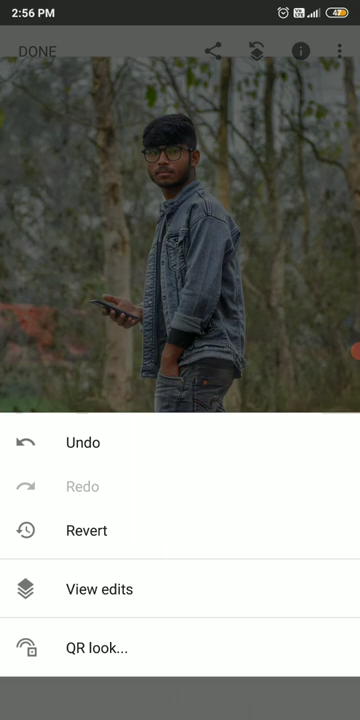 2:56 PM
47
DONE
Undo
Redo
Revert
View edits
QR look...